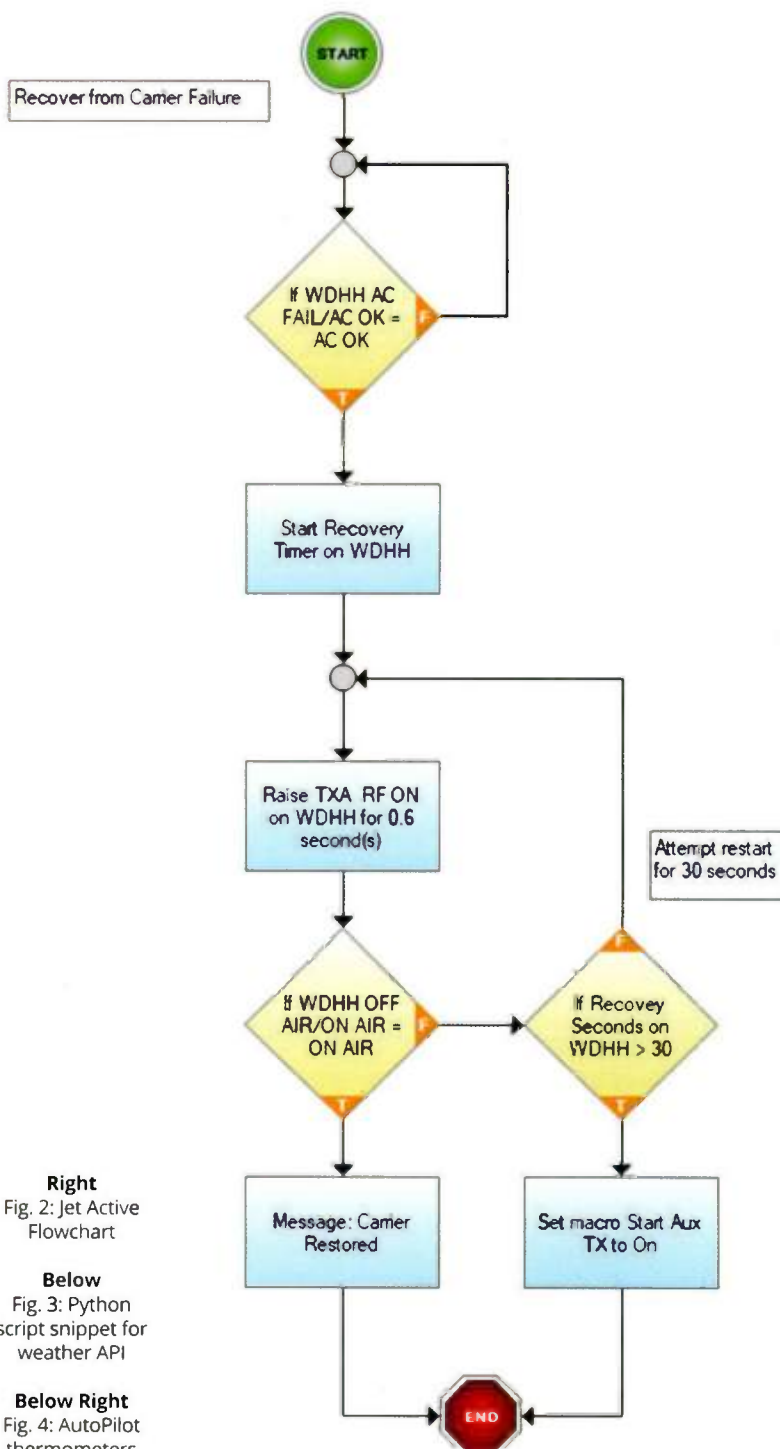 START
Recover from Carrier Failure
If WDHH AC
FAIL/AC OK =
AC OK
F
T
Start Recovery
Timer on WDHH
Raise TXA RF ON
on WDHH for 0.6
second(s)
Attempt restart
for 30 seconds
If WDHH OFF
AIR/ON AIR =
ON AIR
F
T
F
If Recovey
Seconds on
WDHH > 30
T
Message: Carrier
Restored
Set macro Start Aux
TX to On
END
Right
Fig. 2: Jet Active
Flowchart
Below
Fig. 3: Python
script snippet for
weather API
Below Right
Fig. 4: AutoPilot
thermometers